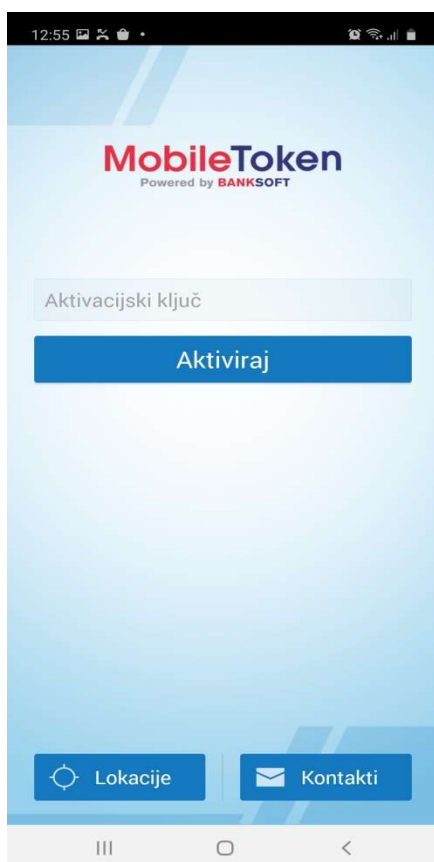 12:55
MobileToken
Powered by BANKSOFT
Aktivacijski ključ
Aktiviraj
Lokacije
Kontakti